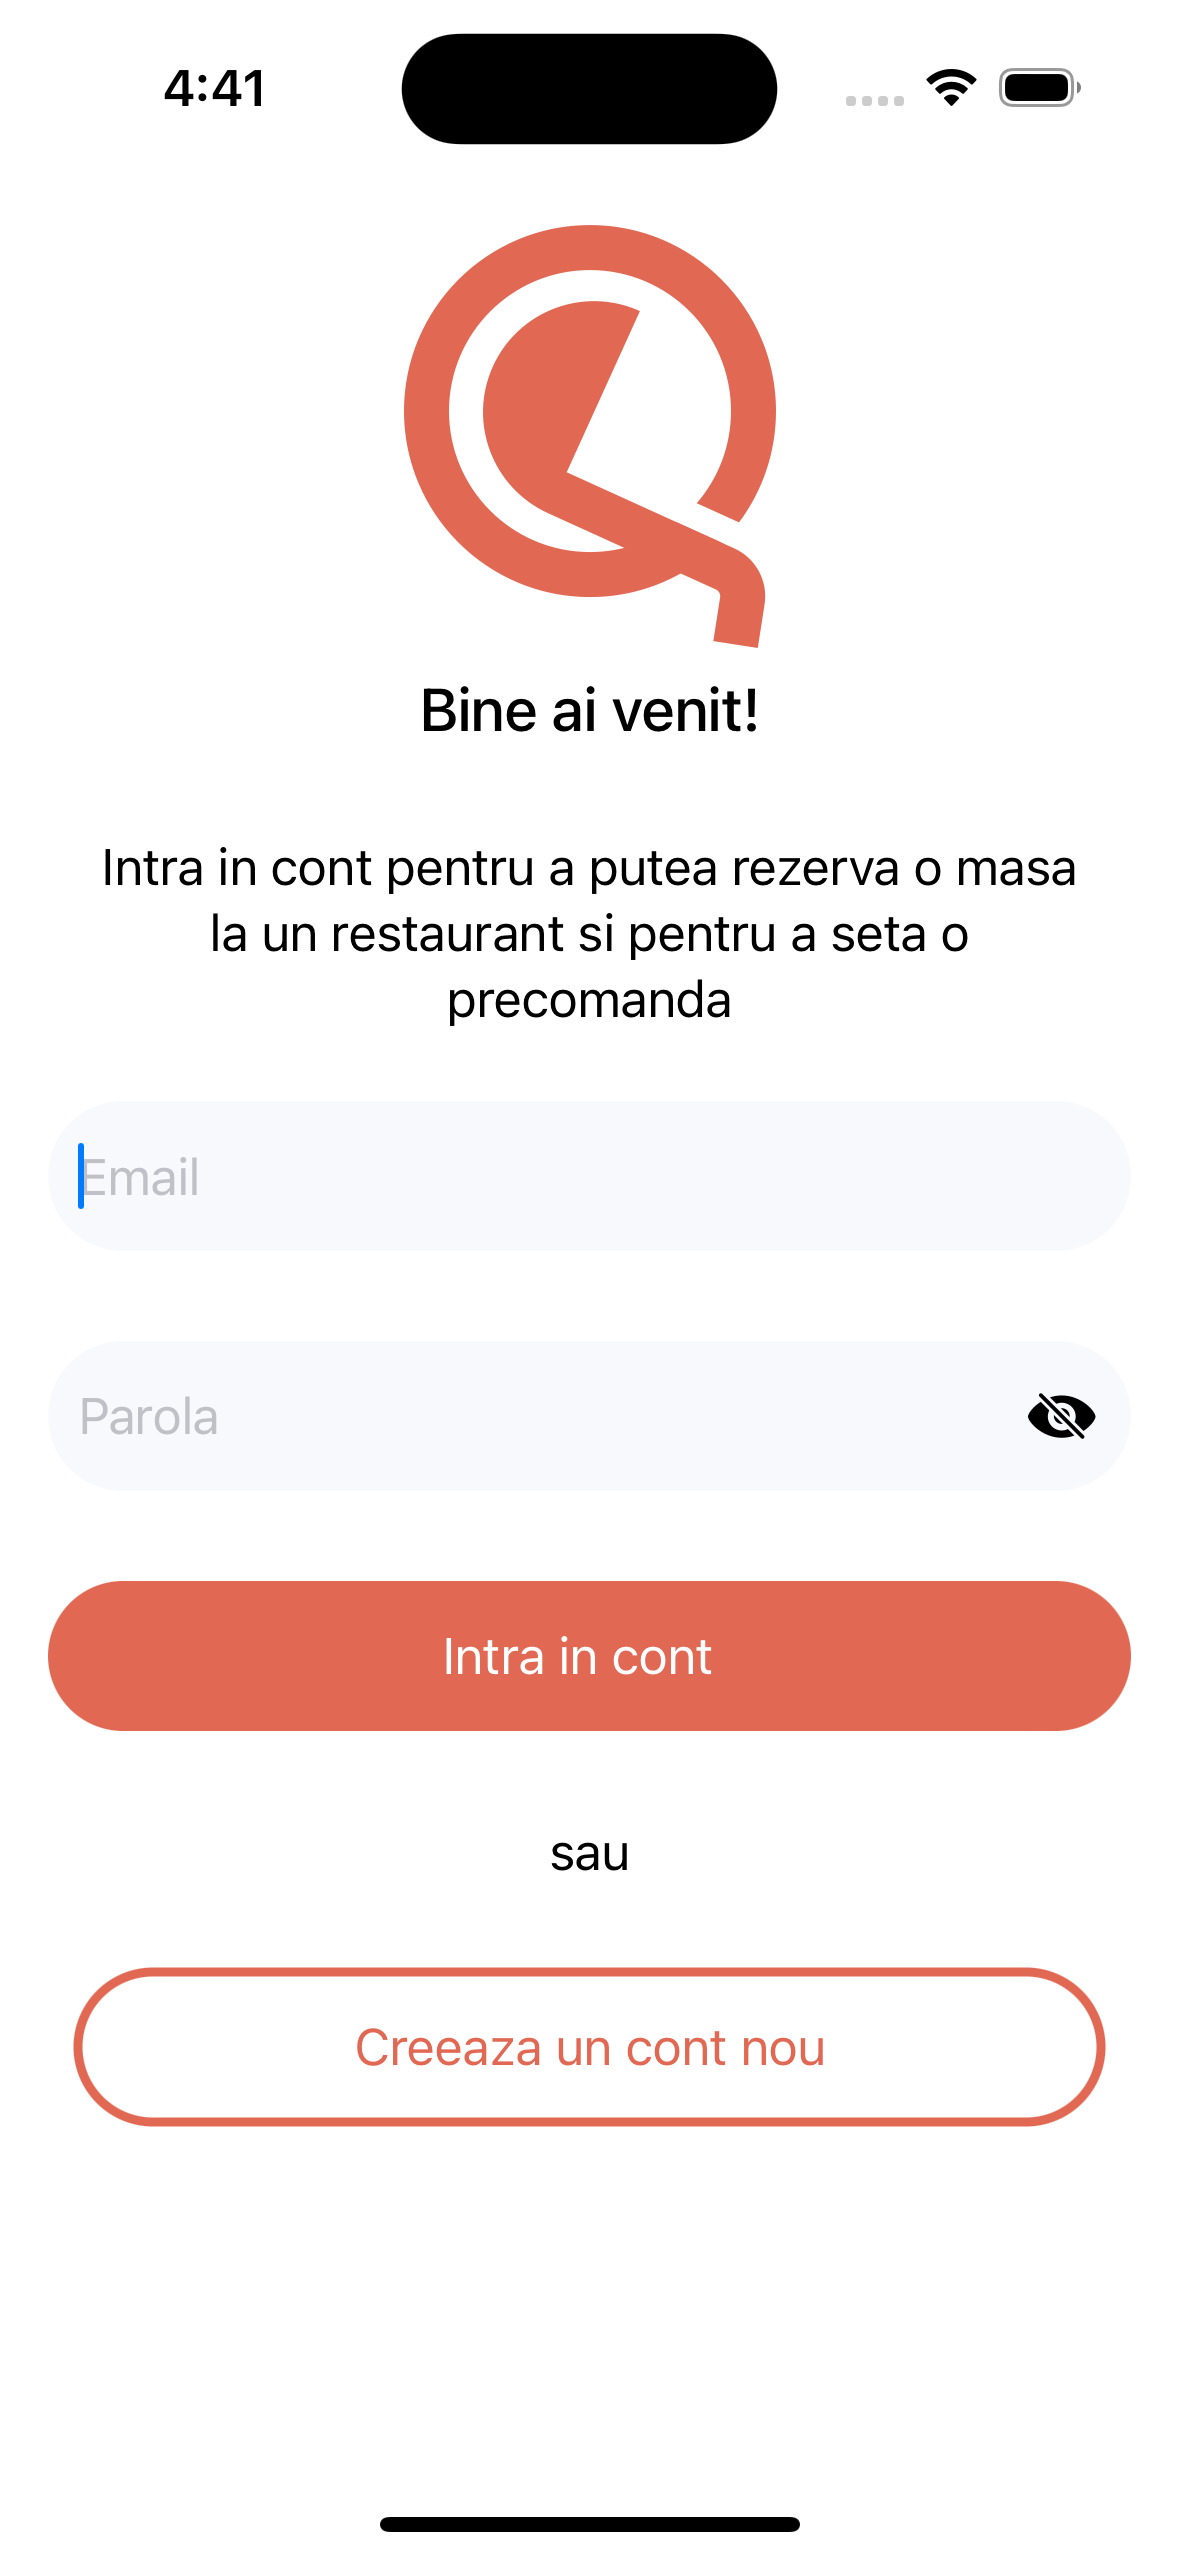 4:41
Bine ai venit!
Intra in cont pentru a putea rezerva o masa
la un restaurant si pentru a seta o
precomanda
Email
Parola
Intra in cont
sau
Creeaza un cont nou